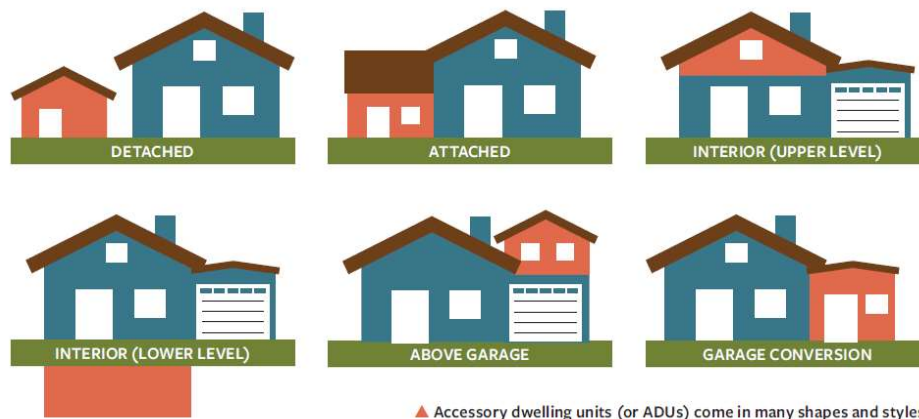 DETACHED
ATTACHED
INTERIOR (UPPER LEVEL)
INTERIOR (LOWER LEVEL)
ABOVE GARAGE
GARAGE CONVERSION
▲ Accessory dwelling units (or ADUs) come in many shapes and styles